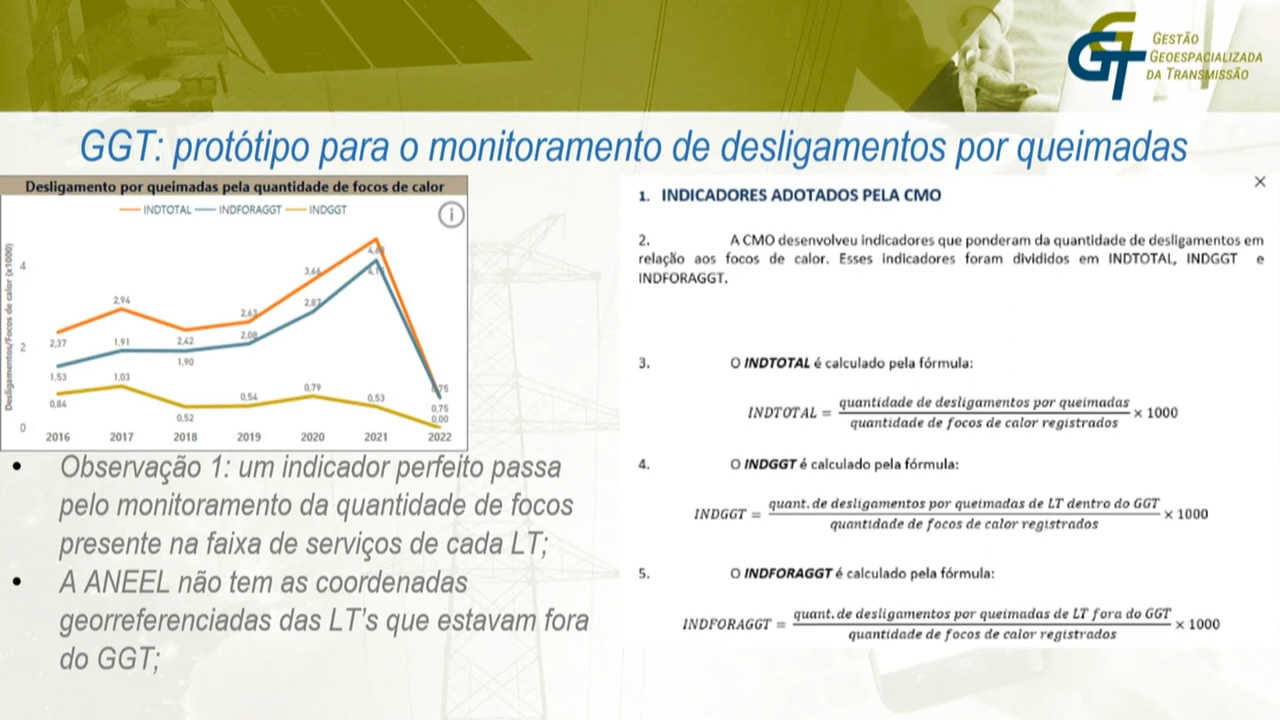 GESTÃO
GEOESPACIALIZADA
DA TRANSMISSÃO
GGT: protótipo para o monitoramento de desligamentos por queimadas
Desligamento por queimadas pela quantidade de focos de calor
INDTOTAL INDFORAGGT INDGGT
i
Desligamentos/Focos de calor (x1000)
4
2
0
2,37 2,94 2,42 2,63 3,66
1,53 1,91 1,90 2,08 2,87
0,84 1,03 0,52 0,54 0,79 0,53
0,75
0,00
2016 2017 2018 2019 2020 2021 2022
• Observação 1: um indicador perfeito passa
pelo monitoramento da quantidade de focos
presente na faixa de serviços de cada LT;
• A ANEEL não tem as coordenadas
georreferenciadas das LT's que estavam fora
do GGT;
×
1. INDICADORES ADOTADOS PELA CMO
2. A CMO desenvolveu indicadores que ponderam da quantidade de desligamentos em
relação aos focos de calor. Esses indicadores foram divididos em INDTOTAL, INDGGT e
INDFORAGGT.
3. O INDTOTAL é calculado pela fórmula:
INDTOTAL = quantidade de desligamentos por queimadas
quantidade de focos de calor registrados × 1000
4. O INDGGT é calculado pela fórmula:
INDGGT = quant. de desligamentos por queimadas de LT dentro do GGT
quantidade de focos de calor registrados × 1000
5. O INDFORAGGT é calculado pela fórmula:
INDFORAGGT = quant. de desligamentos por queimadas de LT fora do GGT
quantidade de focos de calor registrados × 1000